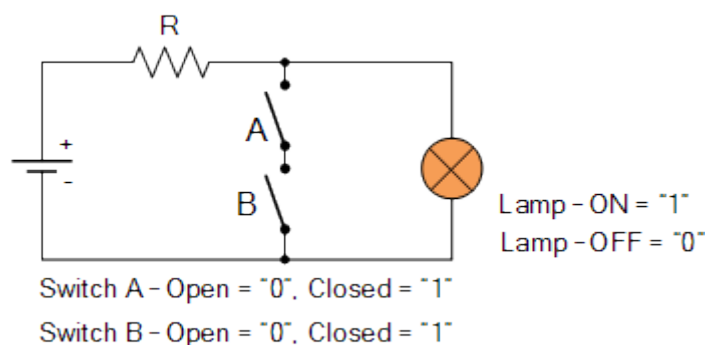 R
+
-
A
B
Lamp - ON = "1"
Lamp - OFF = "0"
Switch A - Open = "0", Closed = "1"
Switch B - Open = "0", Closed = "1"